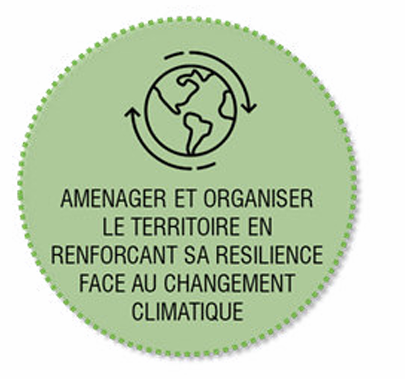 AMENAGER ET ORGANISER
LE TERRITOIRE EN
RENFORCANT SA RESILIENCE
FACE AU CHANGEMENT
CLIMATIQUE